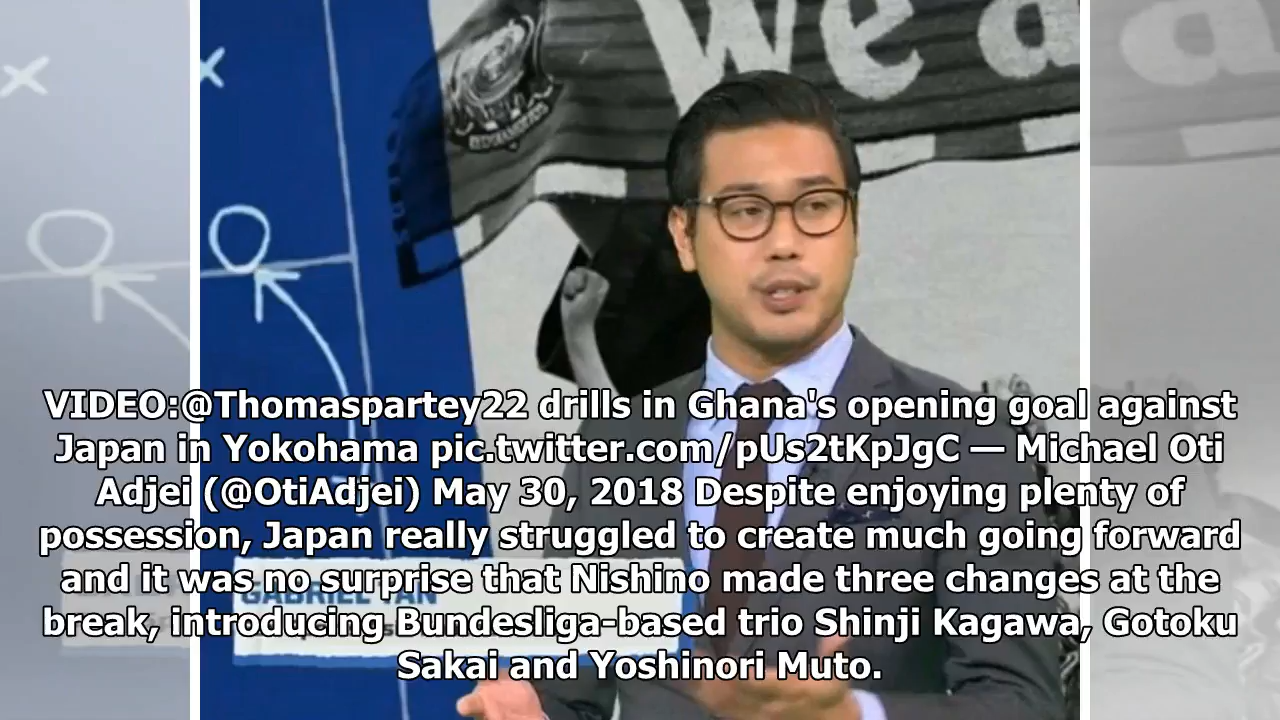 We a
VIDEO:@Thomaspartey22 drills in Ghana's opening goal against
Japan in Yokohama pic.twitter.com/pUs2tKpJgC — Michael Oti
Adjei (@OtiAdjei) May 30, 2018 Despite enjoying plenty of
possession, Japan really struggled to create much going forward
and it was no surprise that Nishino made three changes at the
GABRIEL TAN
break, introducing Bundesliga-based trio Shinji Kagawa, Gotoku
Sakai and Yoshinori Muto.